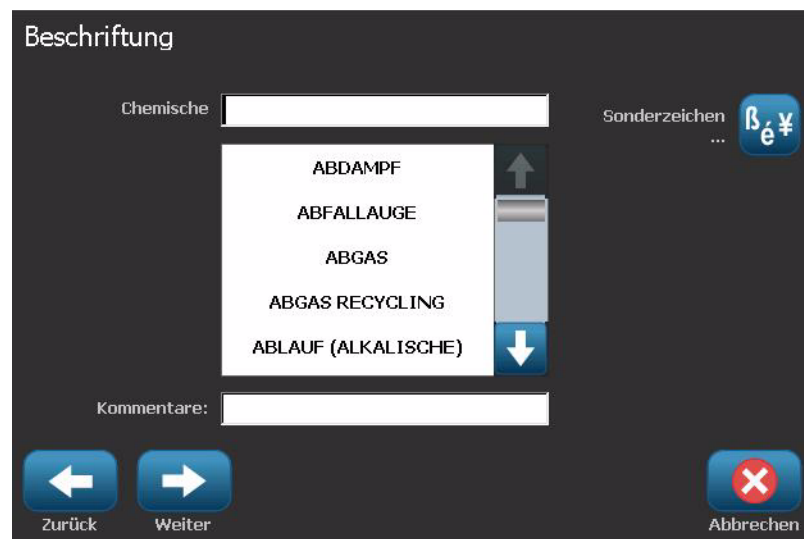 Beschriftung
Chemische
Sonderzeichen
...
ßé¥
ABDAMPF
ABFALLAUGE
ABGAS
ABGAS RECYCLING
ABLAUF (ALKALISCHE)
Kommentare:
Zurück
Weiter
Abbrechen